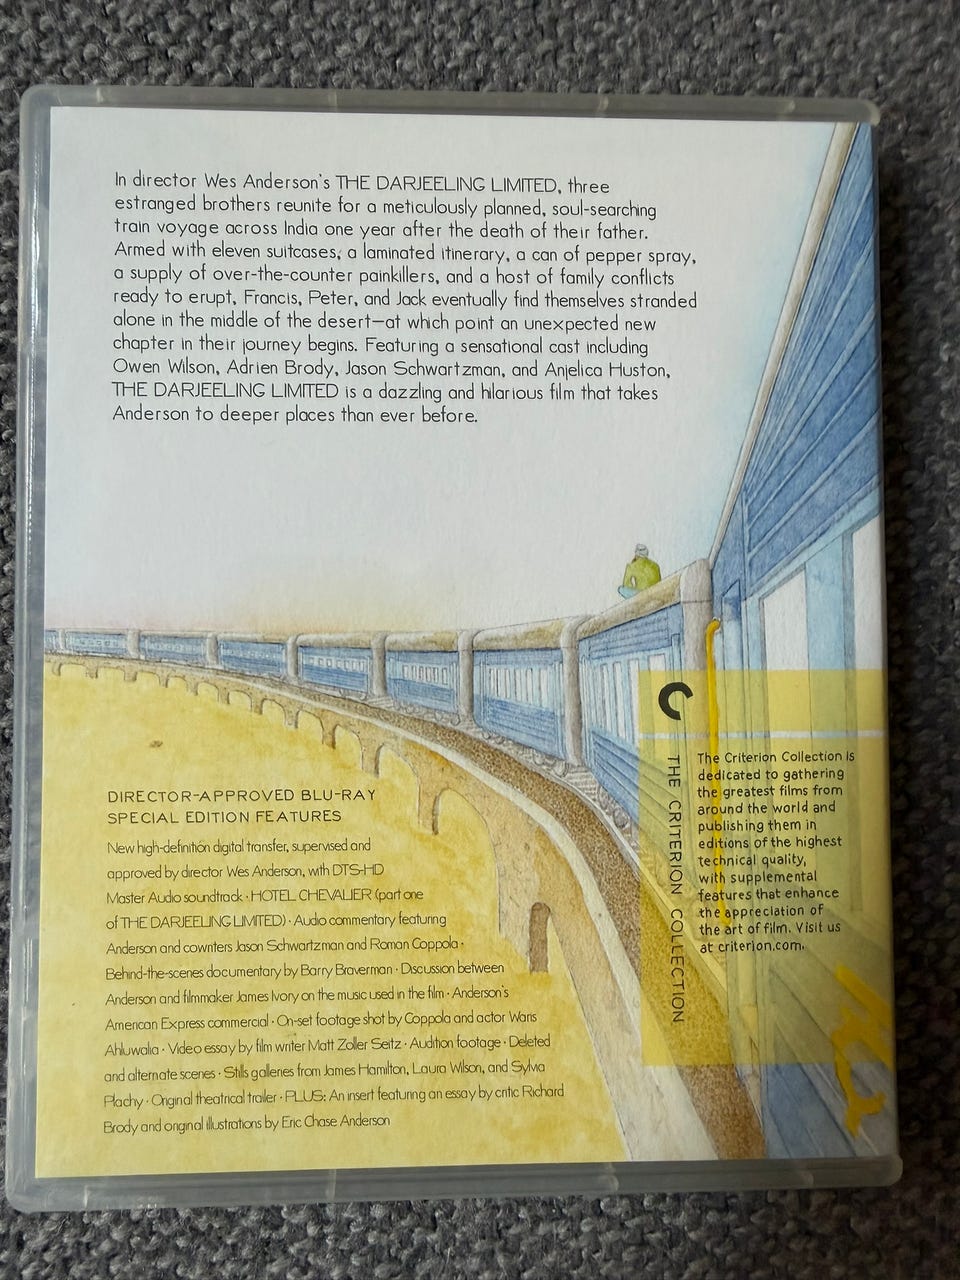 In director Wes Anderson's THE DARJEELING LIMITED, three
estranged brothers reunite for a meticulously planned, soul-searching
train voyage across India one year after the death of their father.
Armed with eleven suitcases, a laminated itinerary, a can of pepper spray,
a supply of over-the-counter painkillers, and a host of family conflicts
ready to erupt, Francis, Peter, and Jack eventually find themselves stranded
alone in the middle of the desert—at which point an unexpected new
chapter in their journey begins. Featuring a sensational cast including
Owen Wilson, Adrien Brody, Jason Schwartzman, and Anjelica Huston,
THE DARJEELING LIMITED is a dazzling and hilarious film that takes
Anderson to deeper places than ever before.
DIRECTOR-APPROVED BLU-RAY
SPECIAL EDITION FEATURES
New high-definition digital transfer, supervised and
approved by director Wes Anderson, with DTS-HD
Master Audio soundtrack · HOTEL CHEVALIER (part one
of THE DARJEELING LIMITED) · Audio commentary featuring
Anderson and cowriters Jason Schwartzman and Roman Coppola ·
Behind-the-scenes documentary by Barry Braverman · Discussion between
Anderson and filmmaker James Ivory on the music used in the film · Anderson's
American Express commercial · On-set footage shot by Coppola and actor Waris
Ahluwalia · Video essay by film writer Matt Zoller Seitz · Audition footage · Deleted
and alternate scenes · Stills galleries from James Hamilton, Laura Wilson, and Sylvia
Plachy · Original theatrical trailer · PLUS: An insert featuring an essay by critic Richard
Brody and original illustrations by Eric Chase Anderson
THE CRITERION COLLECTION
The Criterion Collection is
dedicated to gathering
the greatest films from
around the world and
publishing them in
editions of the highest
technical quality,
with supplemental
features that enhance
the appreciation of
the art of film. Visit us
at criterion.com.